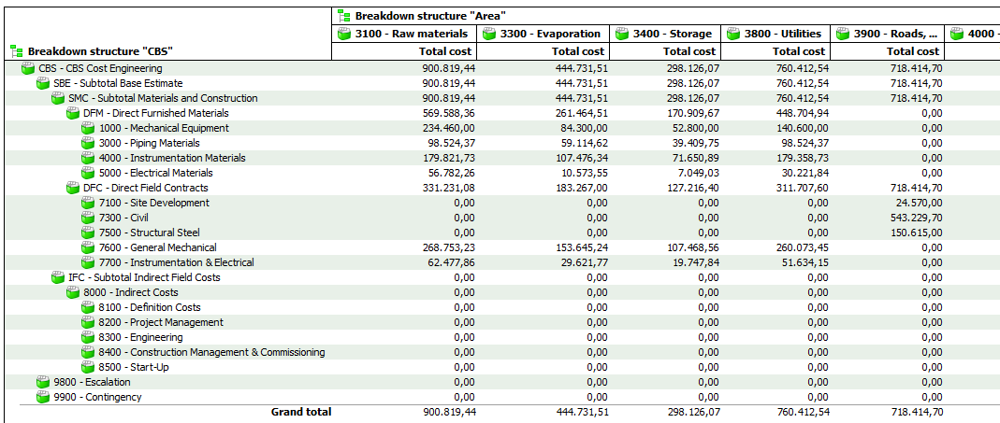 Breakdown structure "Area"
3100 - Raw materials 3300 - Evaporation 3400 - Storage 3800 - Utilities 3900 - Roads, ... 4000 -
Breakdown structure "CBS" Total cost Total cost Total cost Total cost Total cost
CBS - CBS Cost Engineering 900.819,44 444.731,51 298.126,07 760.412,54 718.414,70
SBE - Subtotal Base Estimate 900.819,44 444.731,51 298.126,07 760.412,54 718.414,70
SMC - Subtotal Materials and Construction 900.819,44 444.731,51 298.126,07 760.412,54 718.414,70
DFM - Direct Furnished Materials 569.588,36 261.464,51 170.909,67 448.704,94 0,00
1000 - Mechanical Equipment 234.460,00 84.300,00 52.800,00 140.600,00 0,00
3000 - Piping Materials 98.524,37 59.114,62 39.409,75 98.524,37 0,00
4000 - Instrumentation Materials 179.821,73 107.476,34 71.650,89 179.358,73 0,00
5000 - Electrical Materials 56.782,26 10.573,55 7.049,03 30.221,84 0,00
DFC - Direct Field Contracts 331.231,08 183.267,00 127.216,40 311.707,60 718.414,70
7100 - Site Development 0,00 0,00 0,00 0,00 24.570,00
7300 - Civil 0,00 0,00 0,00 0,00 543.229,70
7500 - Structural Steel 0,00 0,00 0,00 0,00 150.615,00
7600 - General Mechanical 268.753,23 153.645,24 107.468,56 260.073,45 0,00
7700 - Instrumentation & Electrical 62.477,86 29.621,77 19.747,84 51.634,15 0,00
IFC - Subtotal Indirect Field Costs 0,00 0,00 0,00 0,00 0,00
8000 - Indirect Costs 0,00 0,00 0,00 0,00 0,00
8100 - Definition Costs 0,00 0,00 0,00 0,00 0,00
8200 - Project Management 0,00 0,00 0,00 0,00 0,00
8300 - Engineering 0,00 0,00 0,00 0,00 0,00
8400 - Construction Management & Commissioning 0,00 0,00 0,00 0,00 0,00
8500 - Start-Up 0,00 0,00 0,00 0,00 0,00
9800 - Escalation 0,00 0,00 0,00 0,00 0,00
9900 - Contingency 0,00 0,00 0,00 0,00 0,00
Grand total 900.819,44 444.731,51 298.126,07 760.412,54 718.414,70